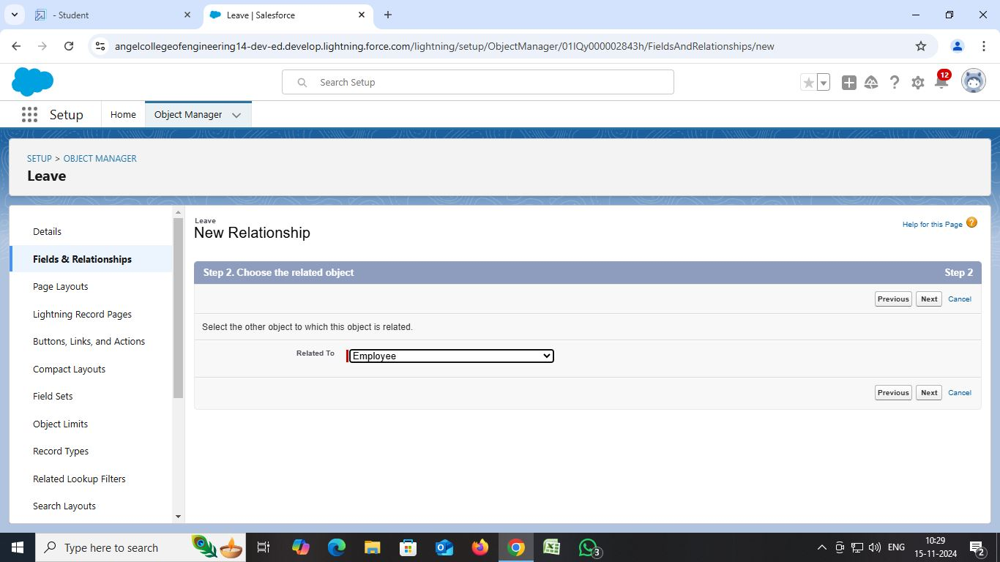 - Student
Leave | Salesforce
angelcollegeofengineering14-dev-ed.develop.lightning.force.com/lightning/setup/ObjectManager/01IQy000002843h/FieldsAndRelationships/new
Search Setup
12
Setup
Home
Object Manager
SETUP > OBJECT MANAGER
Leave
Details
Fields & Relationships
Page Layouts
Lightning Record Pages
Buttons, Links, and Actions
Compact Layouts
Field Sets
Object Limits
Record Types
Related Lookup Filters
Search Layouts
Leave
New Relationship
Help for this Page ?
Step 2. Choose the related object Step 2
Previous Next Cancel
Select the other object to which this object is related.
Related To Employee
Previous Next Cancel
Type here to search
3
ENG
10:29
15-11-2024
2